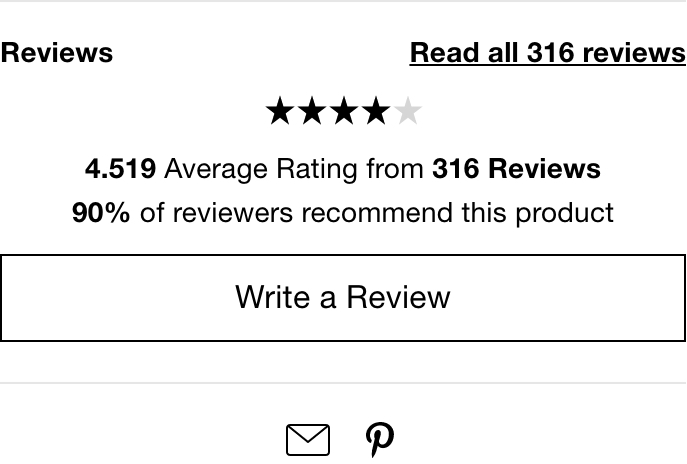 Reviews
Read all 316 reviews
4.519 Average Rating from 316 Reviews
90% of reviewers recommend this product
Write a Review